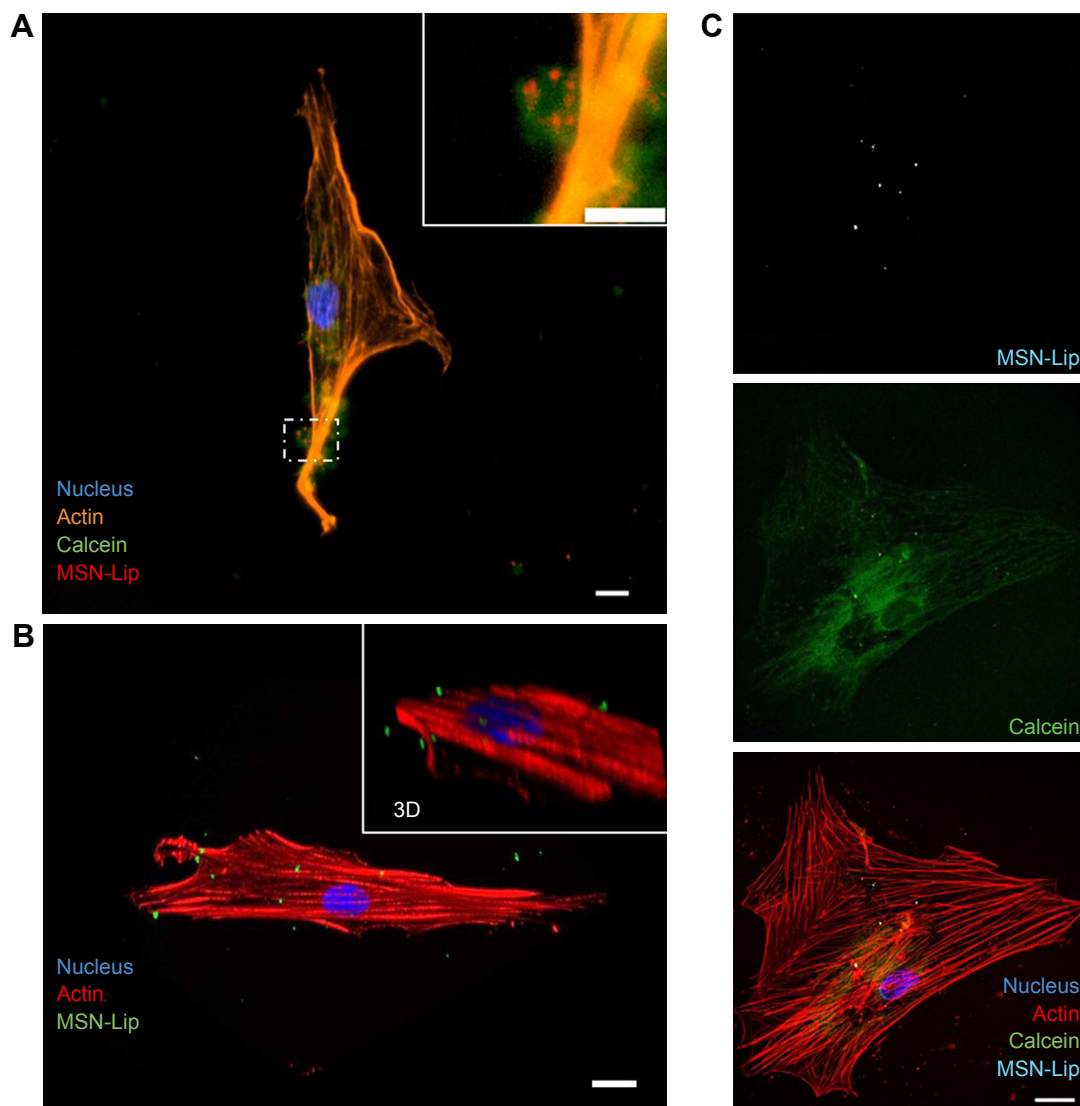 A
Nucleus
Actin
Calcein
MSN-Lip
B
3D
Nucleus
Actin
MSN-Lip
C
MSN-Lip
Calcein
Nucleus
Actin
Calcein
MSN-Lip